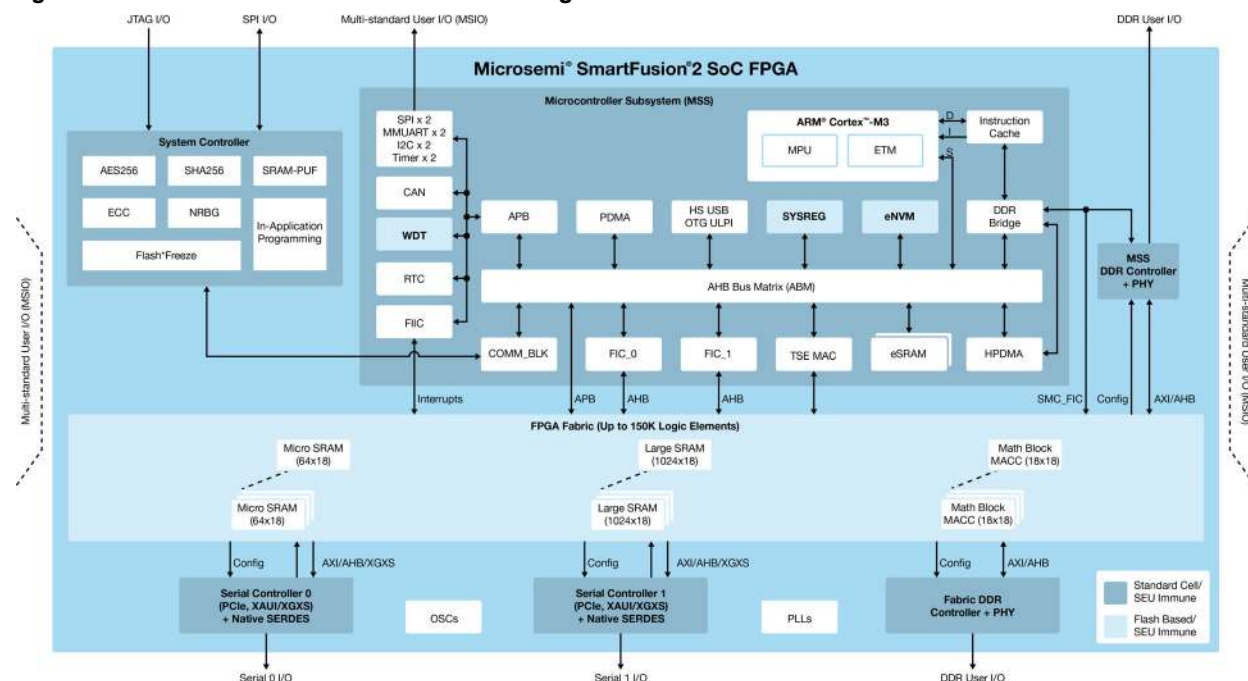 JTAG I/O
SPI I/O
Multi-standard User I/O (MSIO)
DDR User I/O
Microsemi® SmartFusion®2 SoC FPGA
Microcontroller Subsystem (MSS)
System Controller
AES256
SHA256
SRAM-PUF
ECC
NRBG
In-Application
Programming
Flash*Freeze
SPI x 2
MMUART x 2
I2C x 2
Timer x 2
CAN
WDT
RTC
FIIC
ARM® Cortex™-M3
MPU
ETM
D
I
S
Instruction
Cache
APB
PDMA
HS USB
OTG ULPI
SYSREG
eNVM
DDR
Bridge
AHB Bus Matrix (ABM)
COMM_BLK
FIC_0
FIC_1
TSE MAC
eSRAM
HPDMA
MSS
DDR Controller
+ PHY
Multi-standard User I/O (MSIO)
Multi-standard User I/O (MSIO)
Interrupts
APB
AHB
AHB
SMC_FIC
Config
AXI/AHB
FPGA Fabric (Up to 150K Logic Elements)
Micro SRAM
(64x18)
Large SRAM
(1024x18)
Math Block
MACC (18x18)
Micro SRAM
(64x18)
Large SRAM
(1024x18)
Math Block
MACC (18x18)
Config
AXI/AHB/XGXS
Config
AXI/AHB/XGXS
Config
AXI/AHB
Serial Controller 0
(PCIe, XAUI/XGXS)
+ Native SERDES
OSCs
Serial Controller 1
(PCIe, XAUI/XGXS)
+ Native SERDES
PLLs
Fabric DDR
Controller + PHY
Standard Cell/
SEU Immune
Flash Based/
SEU Immune
Serial 0 I/O
Serial 1 I/O
DDR User I/O